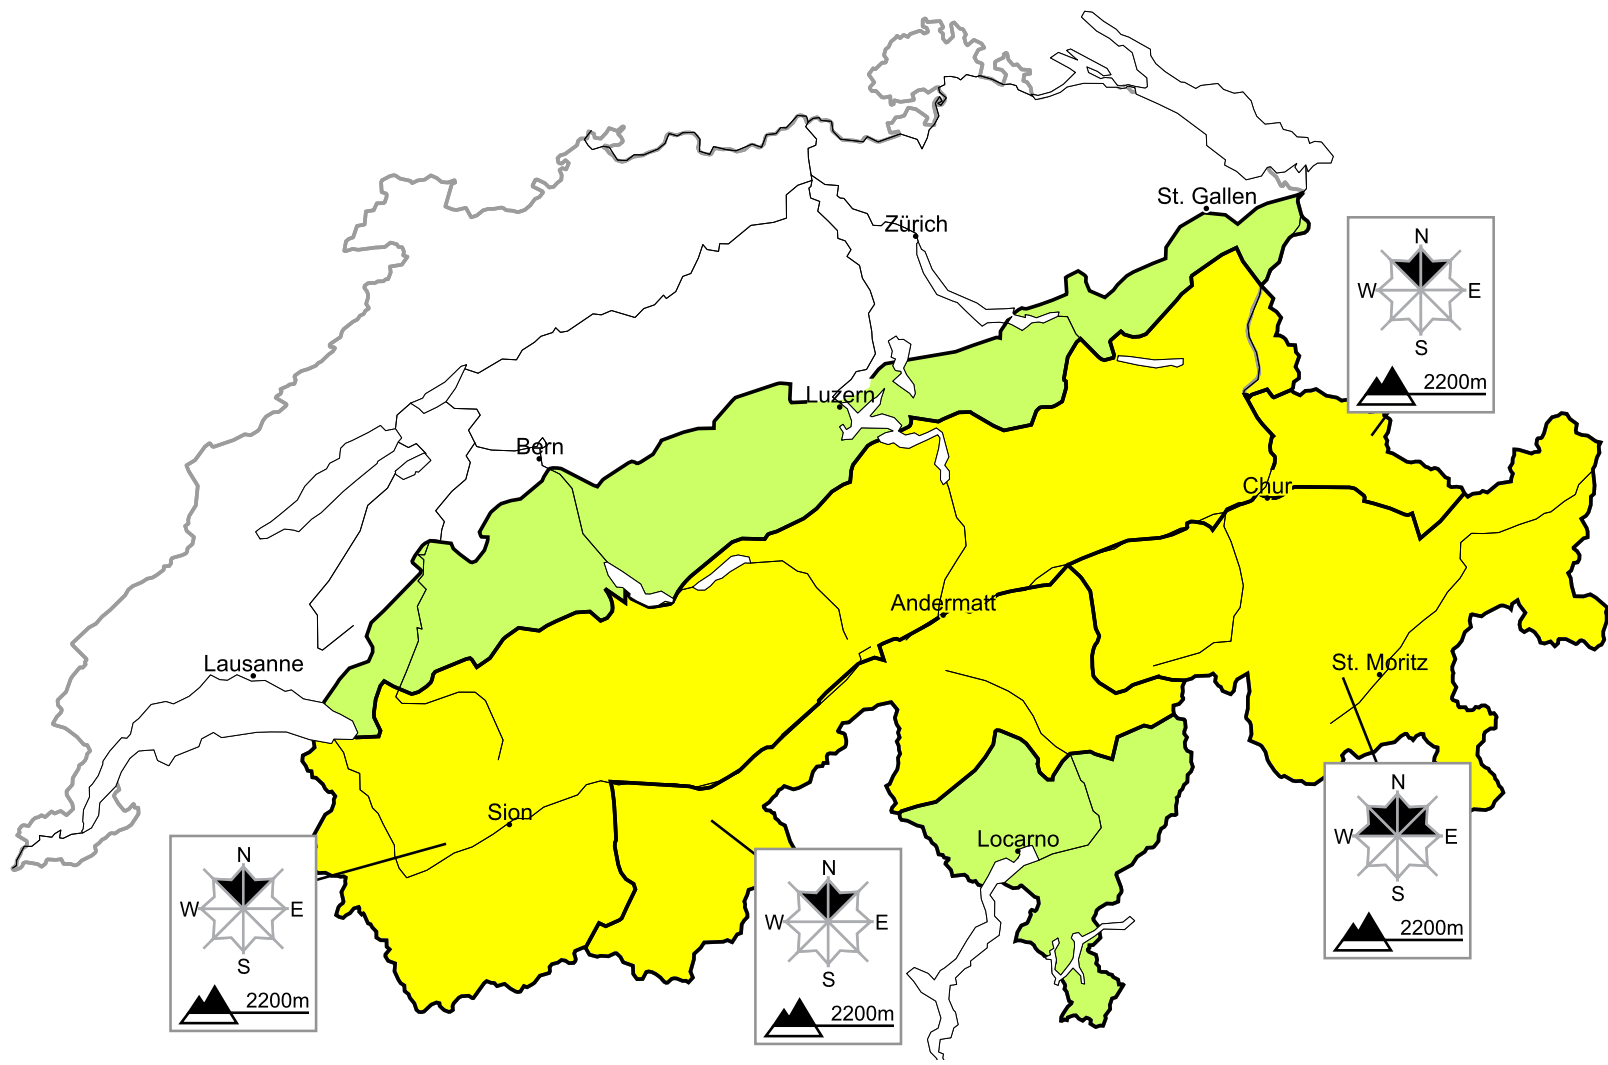 St. Gallen
Zürich
N
W E
S
2200m
Luzern
Bern
Chur
Andermatt
Lausanne
St. Moritz
N
W E
S
2200m
Sion
Locarno
N
W E
S
2200m
N
W E
S
2200m